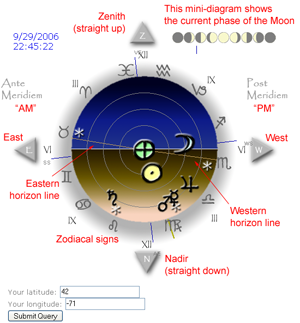 Zenith
(straight up)
This mini-diagram shows
the current phase of the Moon
9/29/2006
22:45:22
Z
XII
III
IX
Ante
Meridiem
"AM"
Post
Meridiem
"PM"
East
West
E
VI
VI
W
Eastern
horizon line
Western
horizon line
IX
III
Zodiacal signs
XII
N
Nadir
(straight down)
Your latitude: 42
Your longitude: -71
Submit Query